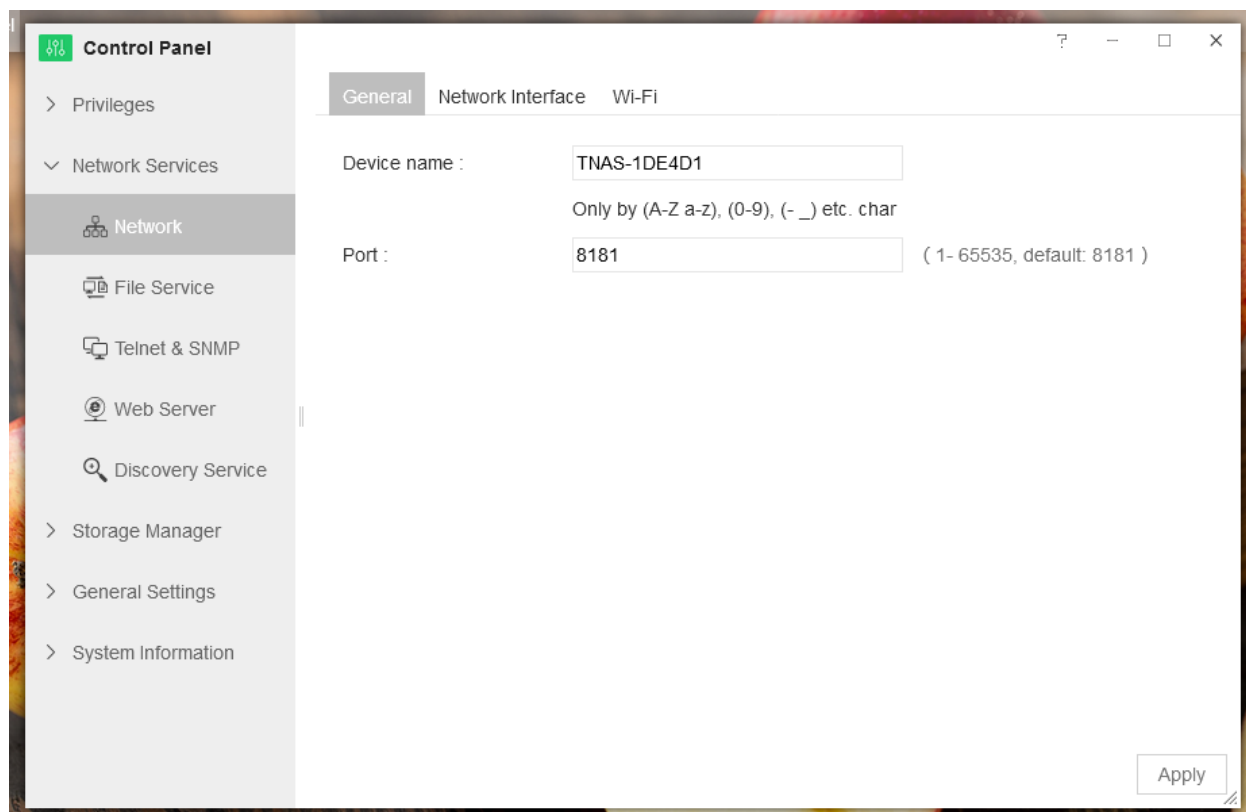 Control Panel
Privileges
Network Services
Network
File Service
Telnet & SNMP
Web Server
Discovery Service
Storage Manager
General Settings
System Information
?
General Network Interface Wi-Fi
Device name : TNAS-1DE4D1
Only by (A-Z a-z), (0-9), (- _) etc. char
Port : 8181 ( 1- 65535, default: 8181 )
Apply